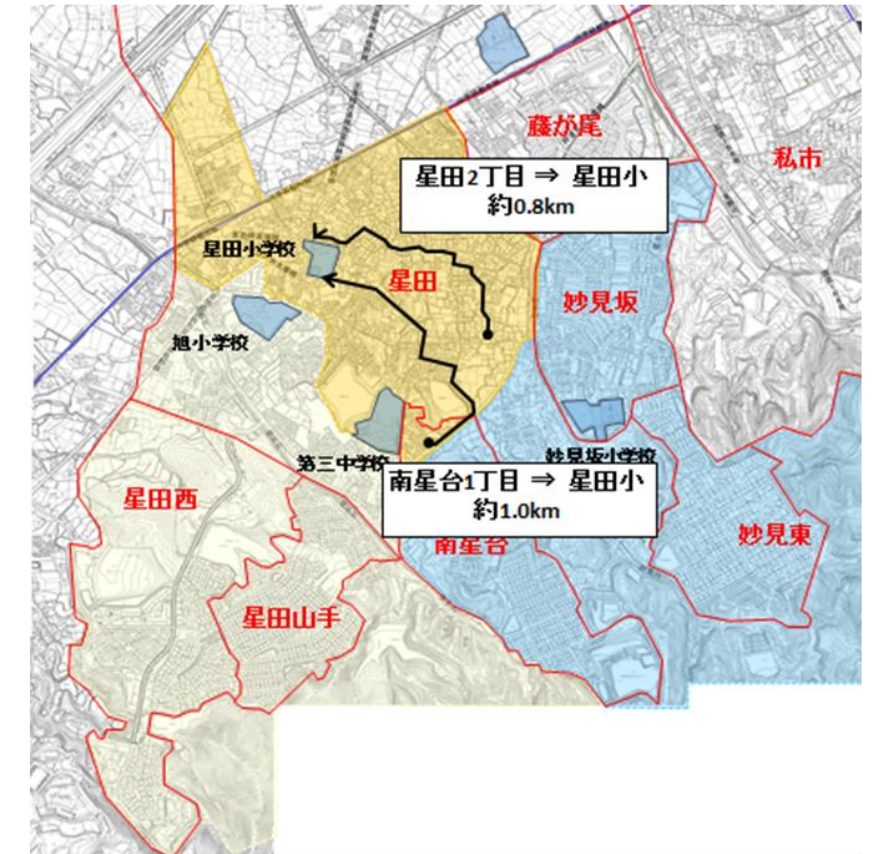 藤が尾
私市
星田2丁目 ⇒ 星田小
約0.8km
星田小学校
星田
妙見坂
旭小学校
第三中学校
妙見坂小学校
南星台1丁目 ⇒ 星田小
約1.0km
星田西
南星台
妙見東
星田山手